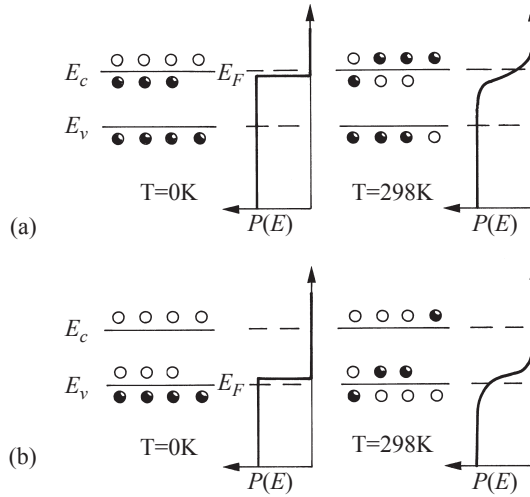 E_c
E_F
E_v
T=0K
P(E)
T=298K
P(E)
(a)
E_c
E_v
E_F
T=0K
P(E)
T=298K
P(E)
(b)